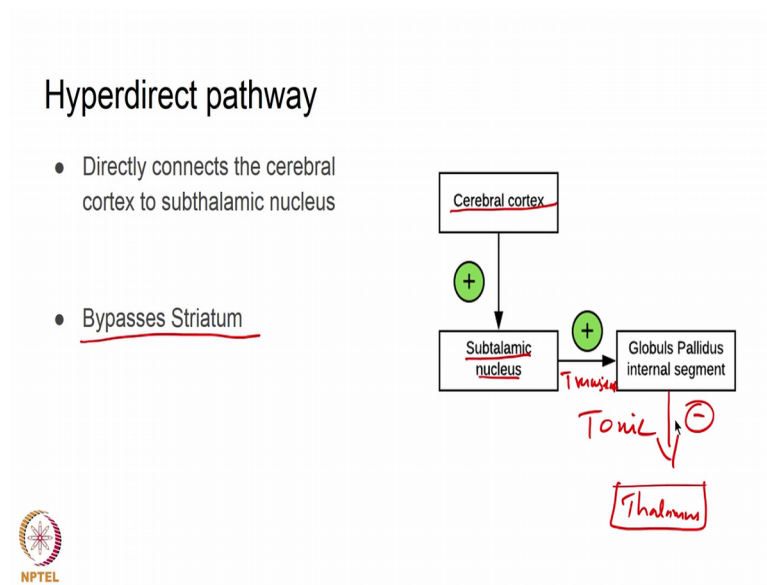 Hyperdirect pathway
● Directly connects the cerebral
cortex to subthalamic nucleus
● Bypasses Striatum
Cerebral cortex
+
Subtalamic
nucleus
+
Globuls Pallidus
internal segment
Tonic
-
Thalamus
NPTEL